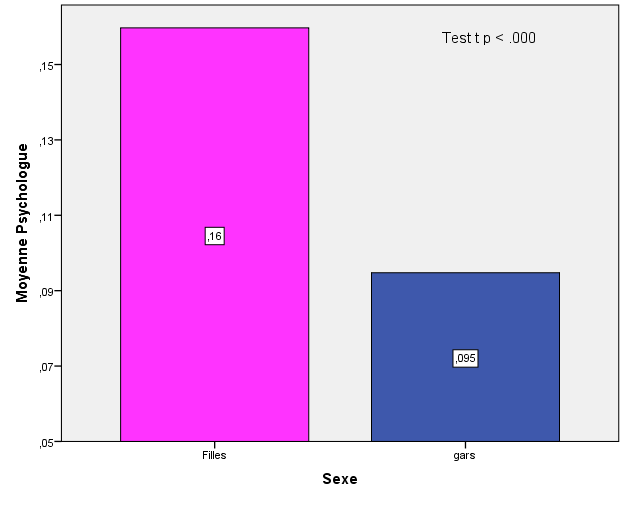 Test t p < .000
Moyenne Psychologue
,15
,13
,11
,09
,07
,05
,16
,095
Filles
gars
Sexe